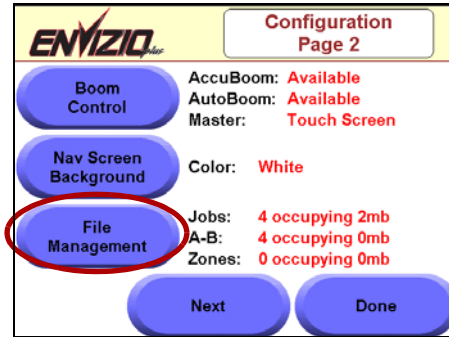 ENVIZIO plus
Configuration
Page 2
Boom
Control
AccuBoom: Available
AutoBoom: Available
Master: Touch Screen
Nav Screen
Background
Color: White
File
Management
Jobs: 4 occupying 2mb
A-B: 4 occupying 0mb
Zones: 0 occupying 0mb
Next
Done